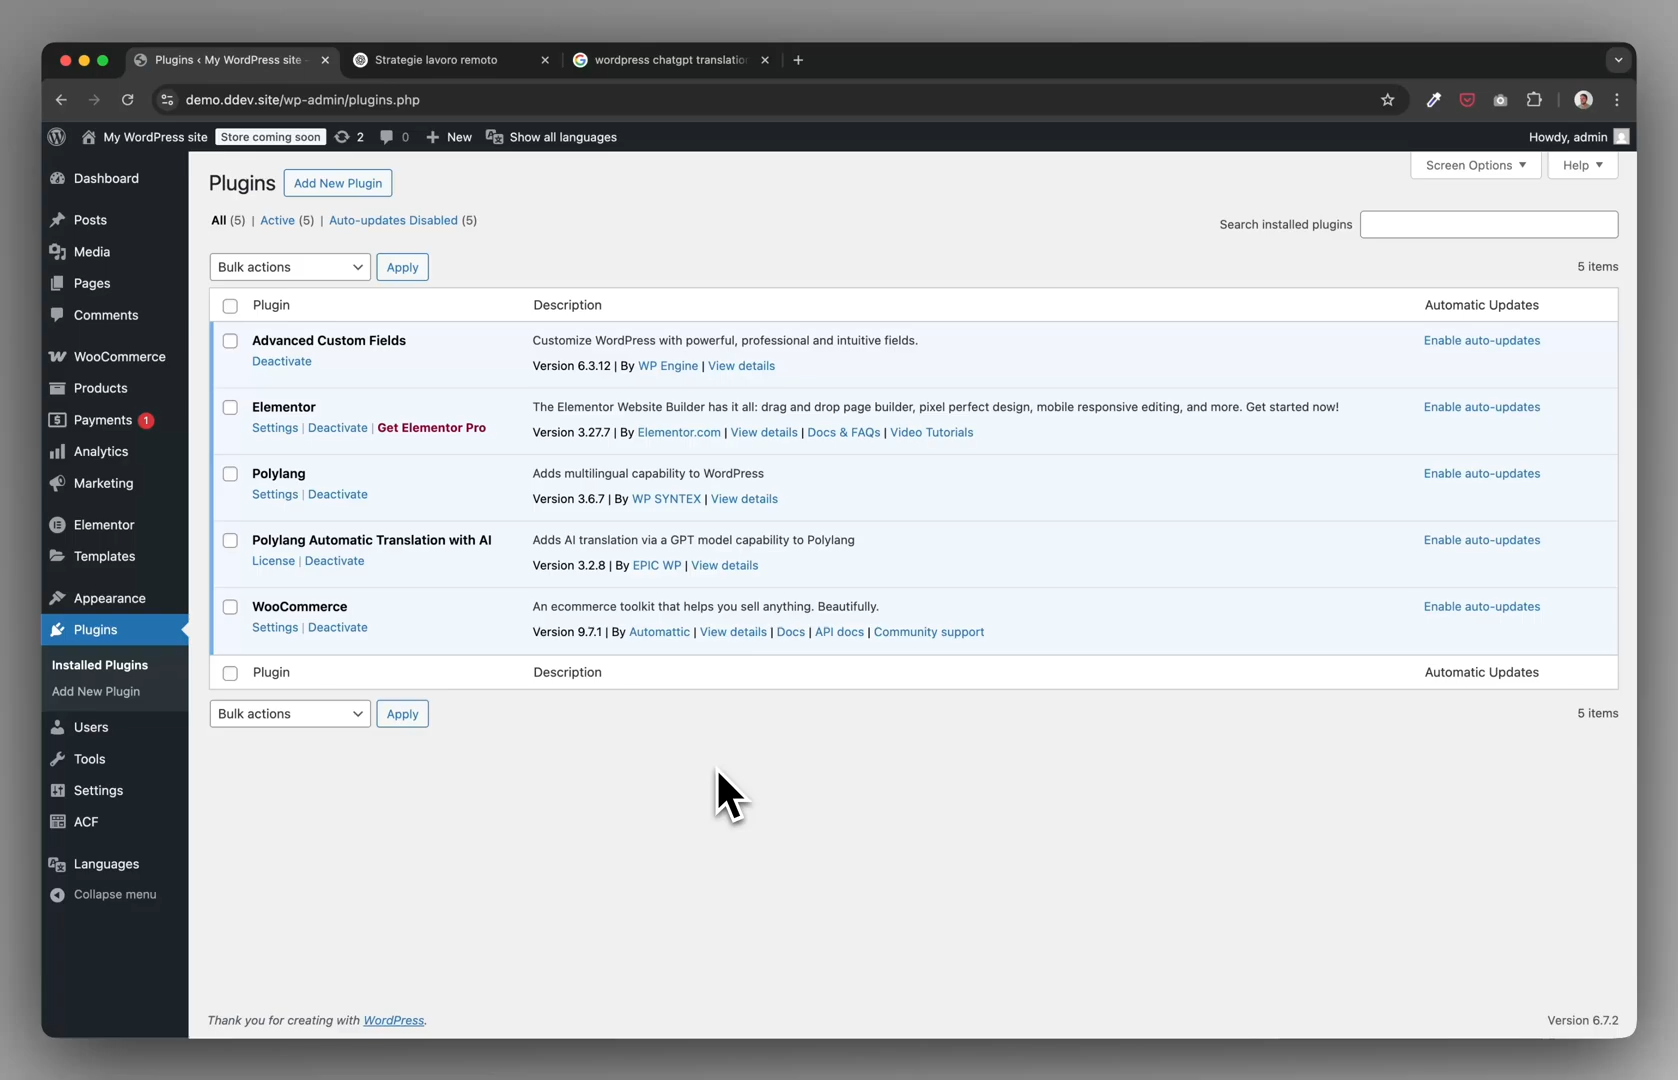 Plugins ‹ My WordPress site
Strategie lavoro remoto
wordpress chatgpt translation
demo.ddev.site/wp-admin/plugins.php
My WordPress site Store coming soon 2 0 New Show all languages Howdy, admin
Dashboard
Posts
Media
Pages
Comments
WooCommerce
Products
Payments 1
Analytics
Marketing
Elementor
Templates
Appearance
Plugins
Installed Plugins
Add New Plugin
Users
Tools
Settings
ACF
Languages
Collapse menu
Screen Options Help
Plugins Add New Plugin
All (5) | Active (5) | Auto-updates Disabled (5)
Search installed plugins
Bulk actions Apply 5 items
Plugin Description Automatic Updates
Advanced Custom Fields Customize WordPress with powerful, professional and intuitive fields. Enable auto-updates
Deactivate
Version 6.3.12 | By WP Engine | View details
Elementor The Elementor Website Builder has it all: drag and drop page builder, pixel perfect design, mobile responsive editing, and more. Get started now! Enable auto-updates
Settings | Deactivate | Get Elementor Pro
Version 3.27.7 | By Elementor.com | View details | Docs & FAQs | Video Tutorials
Polylang Adds multilingual capability to WordPress Enable auto-updates
Settings | Deactivate
Version 3.6.7 | By WP SYNTEX | View details
Polylang Automatic Translation with AI Adds AI translation via a GPT model capability to Polylang Enable auto-updates
License | Deactivate
Version 3.2.8 | By EPIC WP | View details
WooCommerce An ecommerce toolkit that helps you sell anything. Beautifully. Enable auto-updates
Settings | Deactivate
Version 9.7.1 | By Automattic | View details | Docs | API docs | Community support
Plugin Description Automatic Updates
Bulk actions Apply 5 items
Thank you for creating with WordPress. Version 6.7.2